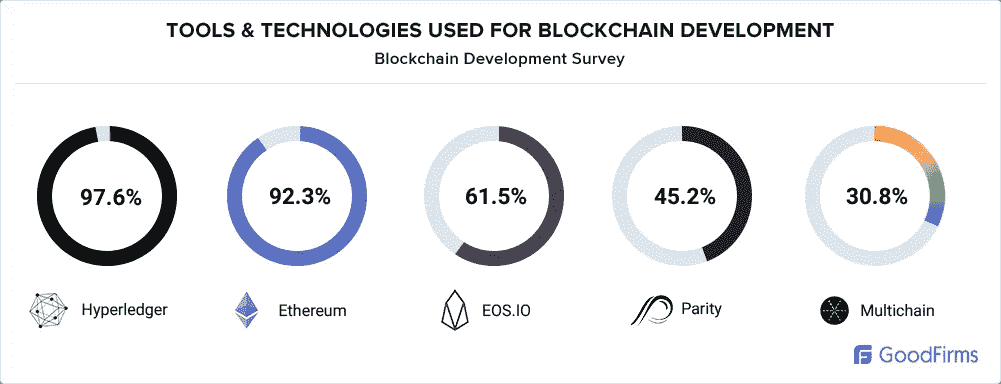 TOOLS & TECHNOLOGIES USED FOR BLOCKCHAIN DEVELOPMENT
Blockchain Development Survey
97.6%
92.3%
61.5%
45.2%
30.8%
Hyperledger
Ethereum
EOS.IO
Parity
Multichain
GoodFirms